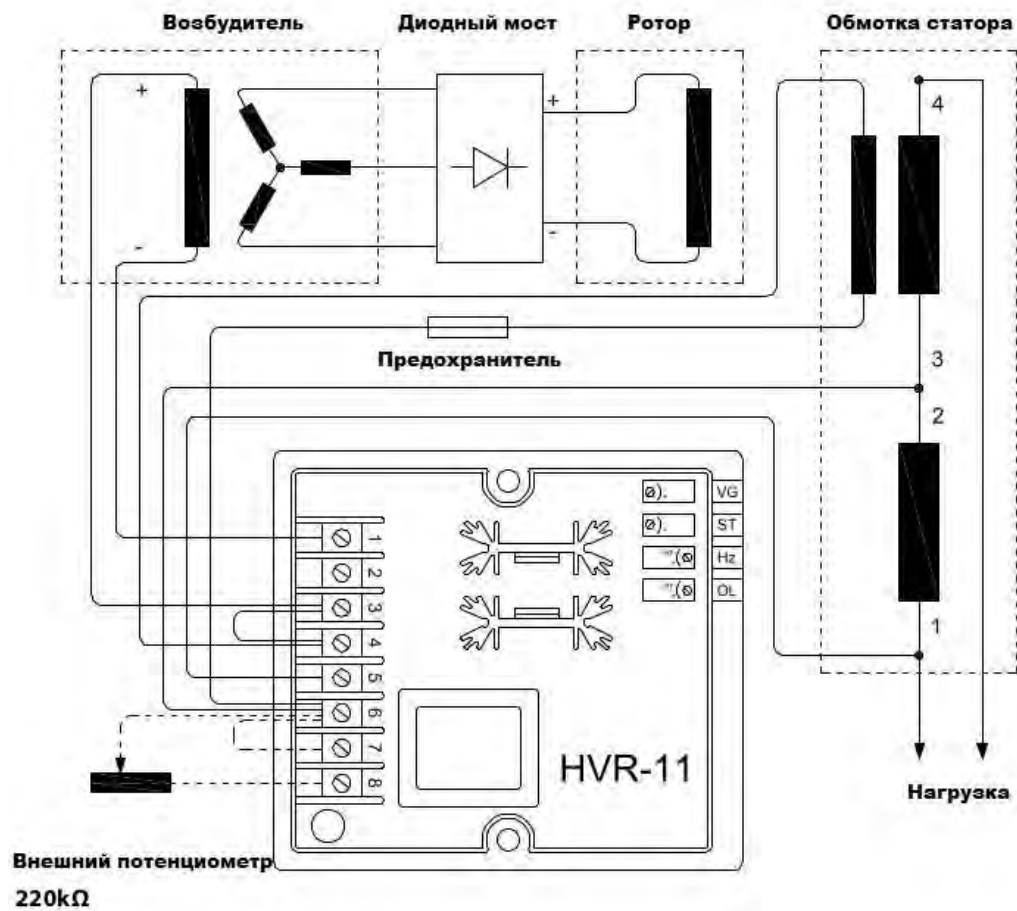 Возбудитель
Диодный мост
Ротор
Обмотка статора
+
+
4
-
-
Предохранитель
3
2
VG
ST
1
Hz
2
3
OL
4
1
5
6
7
HVR-11
8
Нагрузка
Внешний потенциометр
220kΩ